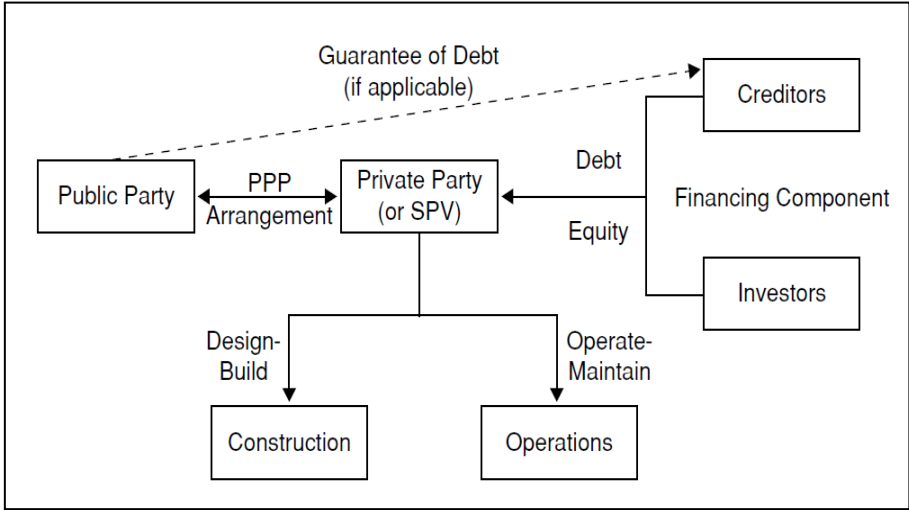 Guarantee of Debt
(if applicable)
Creditors
Public Party
PPP
Arrangement
Private Party
(or SPV)
Debt
Equity
Financing Component
Investors
Design-
Build
Operate-
Maintain
Construction
Operations